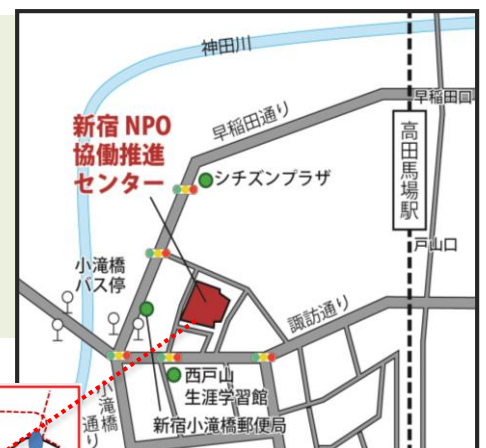 神田川
早稲田口
早稲田通り
新宿 NPO
協働推進
センター
高田馬場駅
シチズンプラザ
戸山口
小滝橋
バス停
諏訪通り
西戸山
生涯学習館
小滝橋通り
新宿小滝橋郵便局